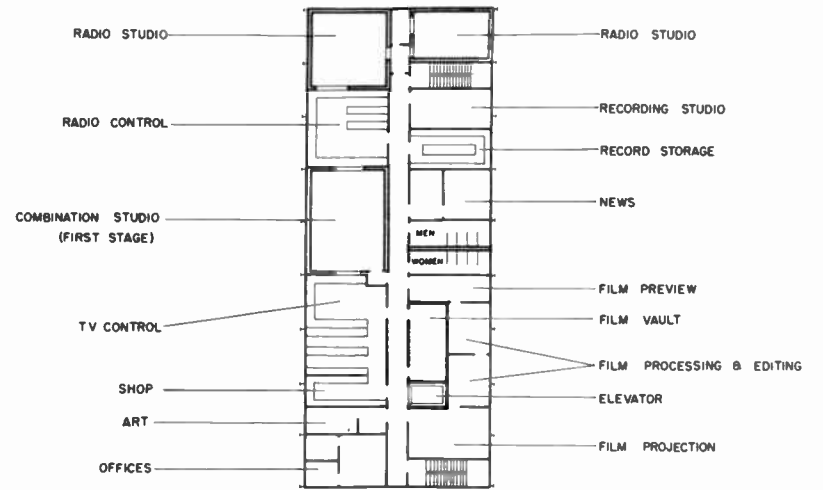 RADIO STUDIO
RADIO CONTROL
COMBINATION STUDIO
(FIRST STAGE)
TV CONTROL
SHOP
ART
OFFICES
MEN
WOMEN
RADIO STUDIO
RECORDING STUDIO
RECORD STORAGE
NEWS
FILM PREVIEW
FILM VAULT
FILM PROCESSING & EDITING
ELEVATOR
FILM PROJECTION